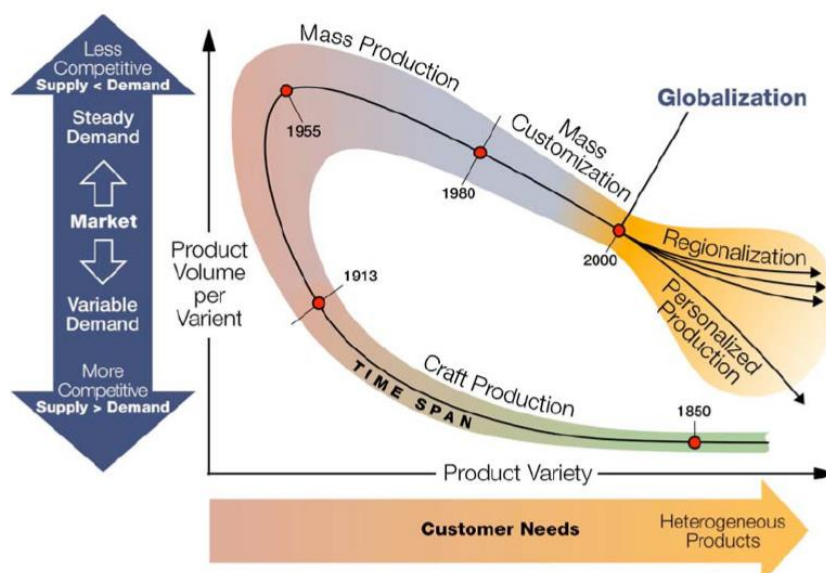 Less
Competitive
Supply < Demand
Steady
Demand
Market
Variable
Demand
More
Competitive
Supply > Demand
Product
Volume
per
Varient
Mass Production
1955
1980
Mass
Customization
Globalization
2000
Regionalization
Personalized
Production
1913
TIME SPAN
Craft Production
1850
Product Variety
Customer Needs
Heterogeneous
Products